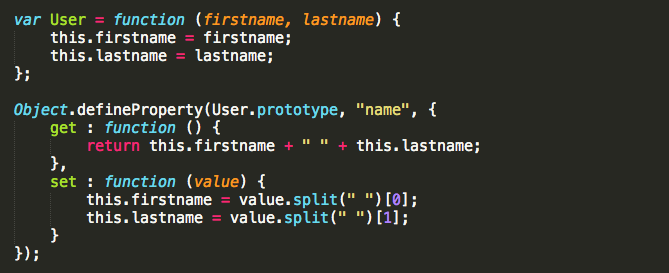 var User = function (firstname, lastname) {
    this.firstname = firstname;
    this.lastname = lastname;
};

Object.defineProperty(User.prototype, "name", {
    get : function () {
        return this.firstname + " " + this.lastname;
    },
    set : function (value) {
        this.firstname = value.split(" ")[0];
        this.lastname = value.split(" ")[1];
    }
});